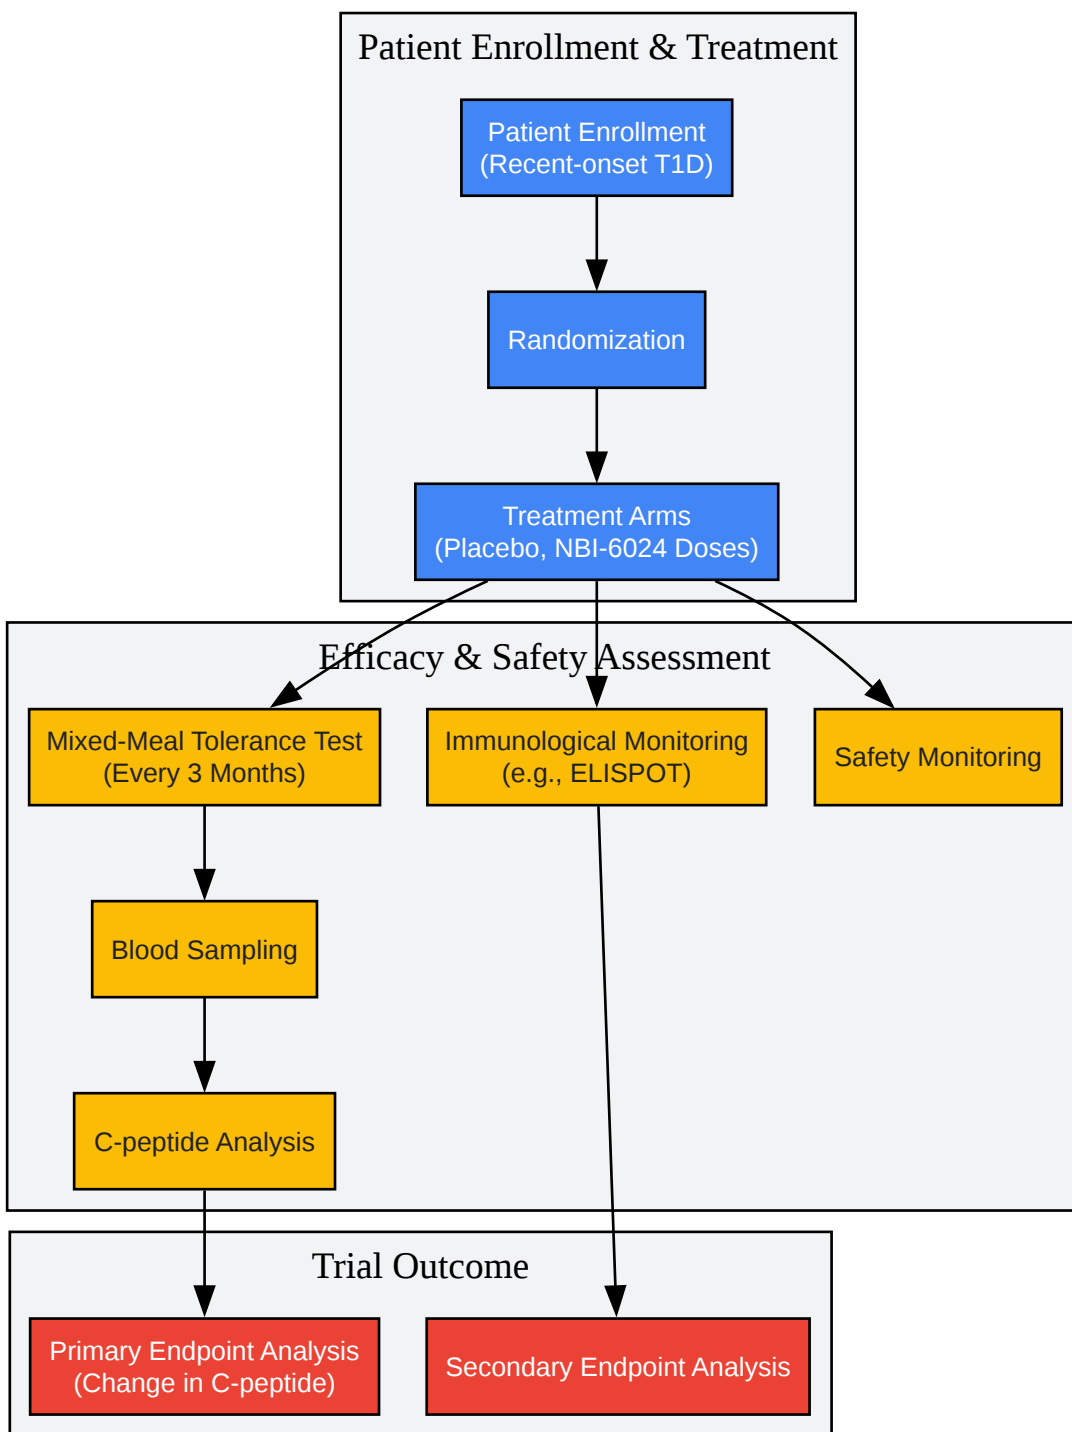 Patient Enrollment & Treatment
Patient Enrollment
(Recent-onset T1D)
Randomization
Treatment Arms
(Placebo, NBI-6024 Doses)
Efficacy & Safety Assessment
Mixed-Meal Tolerance Test
(Every 3 Months)
Immunological Monitoring
(e.g., ELISPOT)
Safety Monitoring
Blood Sampling
C-peptide Analysis
Trial Outcome
Primary Endpoint Analysis
(Change in C-peptide)
Secondary Endpoint Analysis